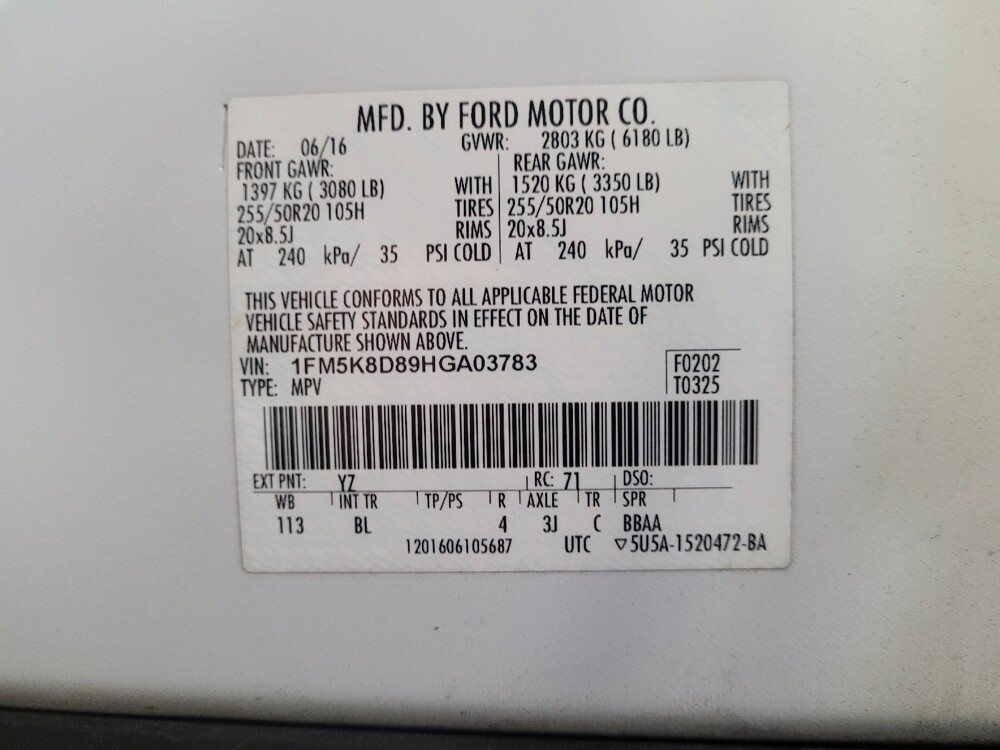 MFD. BY FORD MOTOR CO.
DATE: 06/16 GVWR: 2803 KG ( 6180 LB)
FRONT GAWR: REAR GAWR:
1397 KG ( 3080 LB) WITH 1520 KG ( 3350 LB) WITH
255/50R20 105H TIRES 255/50R20 105H TIRES
20x8.5J RIMS 20x8.5J RIMS
AT 240 kPa/ 35 PSI COLD AT 240 kPa/ 35 PSI COLD
THIS VEHICLE CONFORMS TO ALL APPLICABLE FEDERAL MOTOR
VEHICLE SAFETY STANDARDS IN EFFECT ON THE DATE OF
MANUFACTURE SHOWN ABOVE.
VIN: 1FM5K8D89HGA03783 F0202
TYPE: MPV T0325
EXT PNT: YZ RC: 71 DSO:
WB INT TR TP/PS R AXLE TR SPR
113 BL 4 3J C BBAA
1201606105687 UTC ▽5U5A-1520472-BA